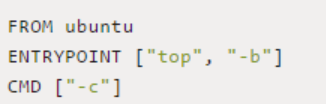 FROM ubuntu
ENTRYPOINT ["top", "-b"]
CMD ["-c"]